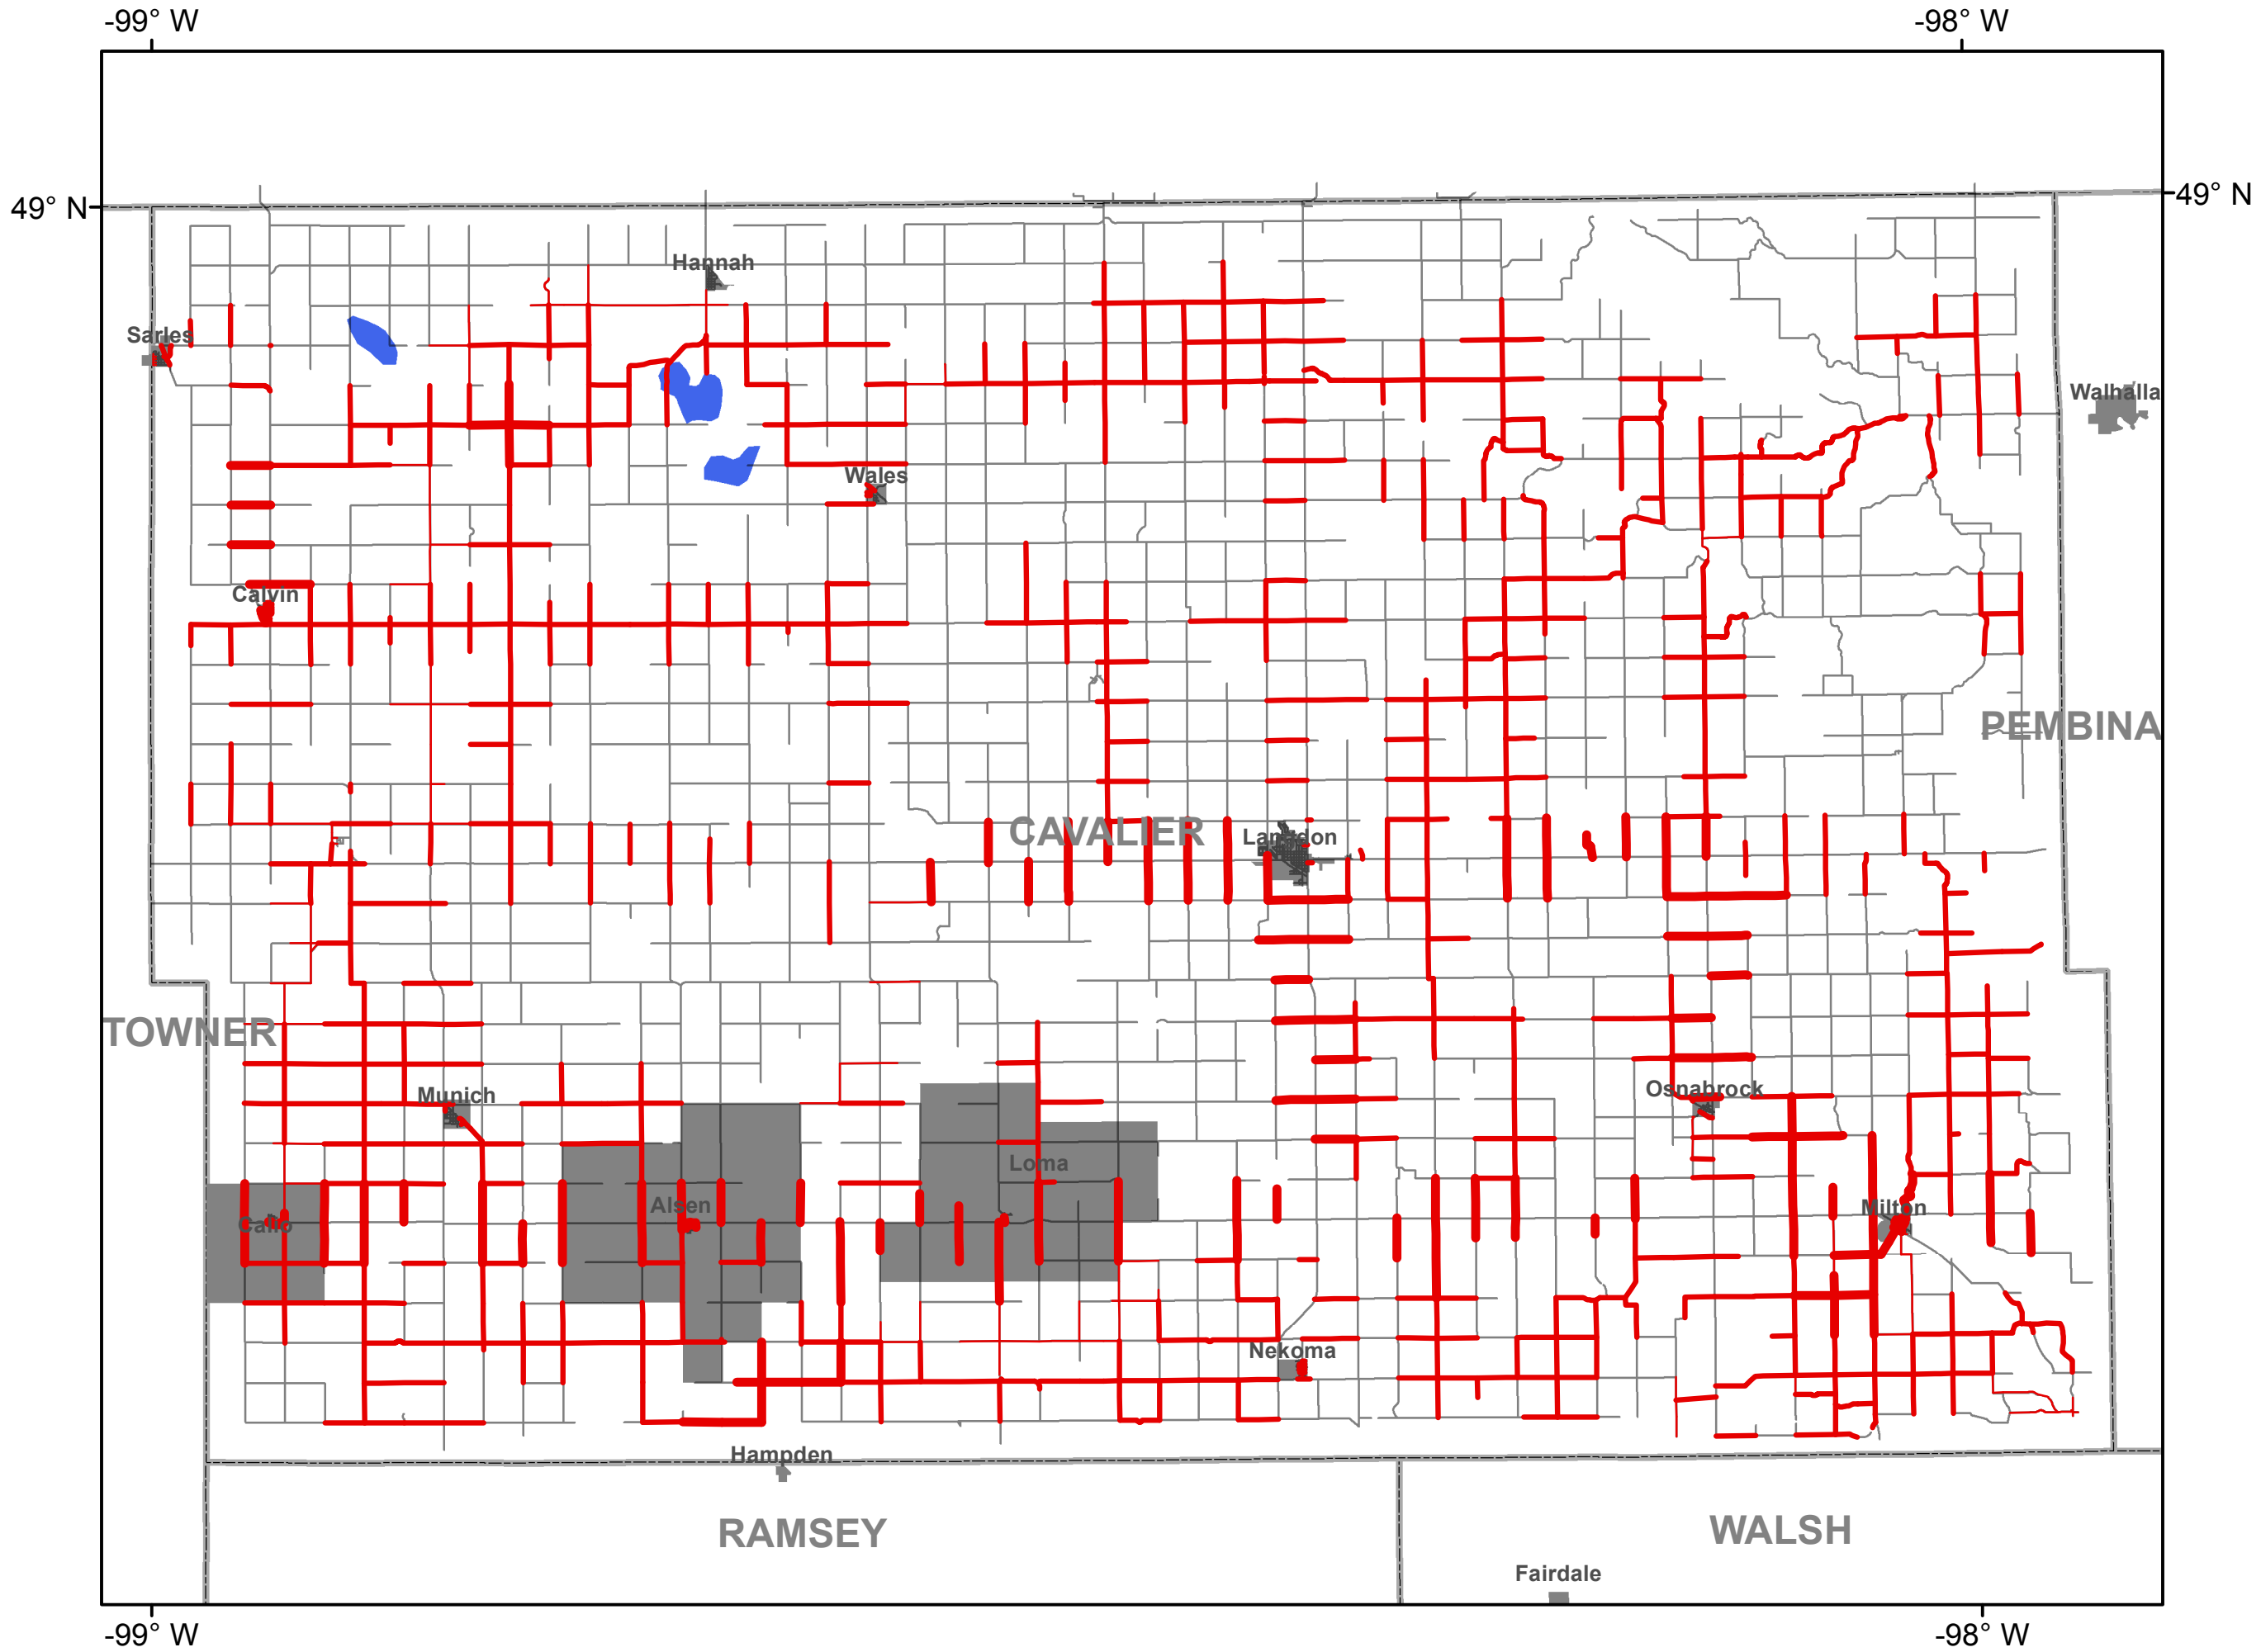 -99° W
-98° W
49° N
49° N
Hannah
Sarles
Walhalla
Wales
Calvin
PEMBINA
CAVALIER
Langdon
TOWNER
Munich
Osnabrock
Loma
Alsen
Calio
Milton
Nekoma
Hampden
RAMSEY
WALSH
Fairdale
-99° W
-98° W